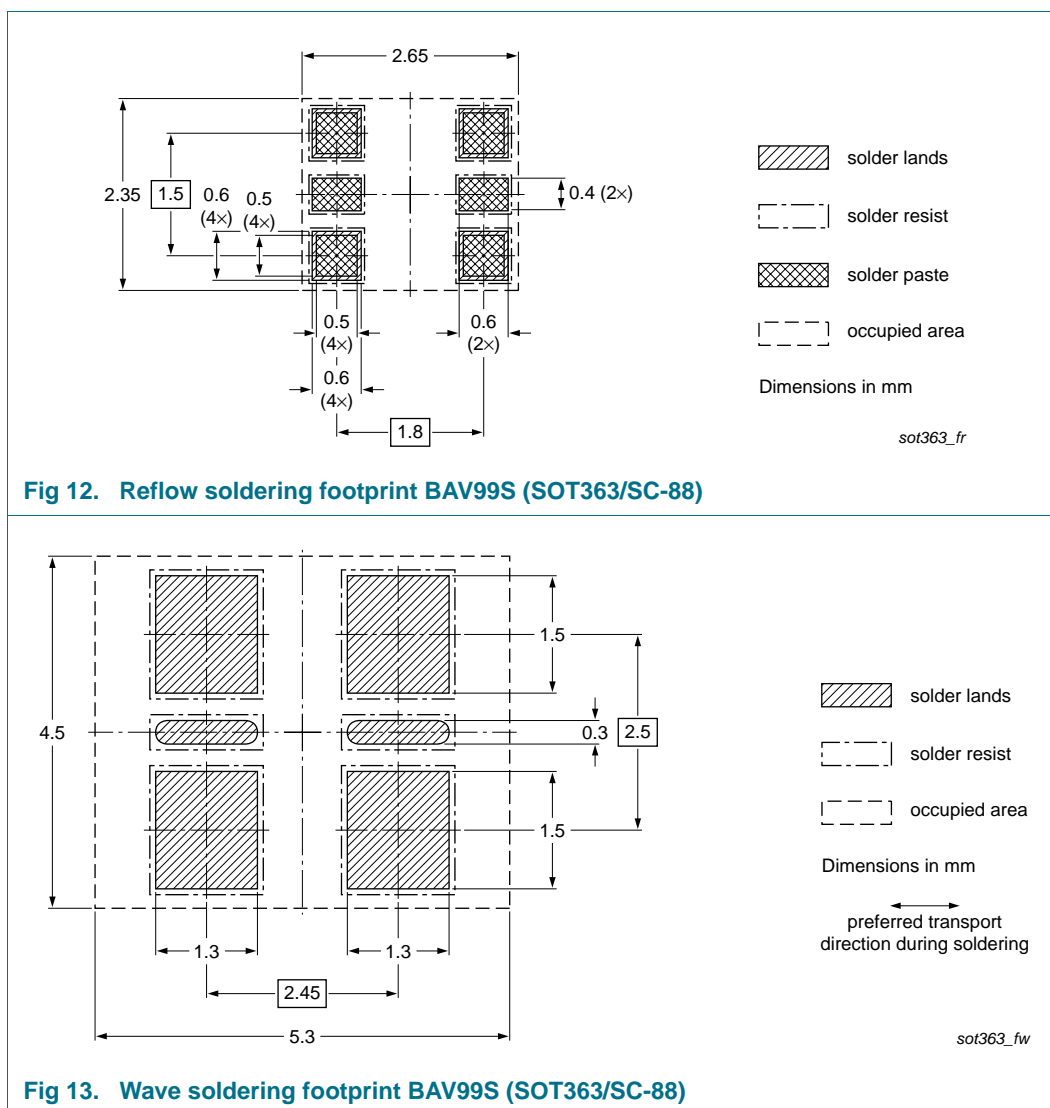 2.65
2.35
1.5
0.6
(4×)
0.5
(4×)
0.4 (2×)
0.5
(4×)
0.6
(2×)
0.6
(4×)
1.8
solder lands
solder resist
solder paste
occupied area
Dimensions in mm
sot363_fr
Fig 12. Reflow soldering footprint BAV99S (SOT363/SC-88)
1.5
4.5
0.3
2.5
1.5
1.3
1.3
2.45
5.3
solder lands
solder resist
occupied area
Dimensions in mm
preferred transport
direction during soldering
sot363_fw
Fig 13. Wave soldering footprint BAV99S (SOT363/SC-88)